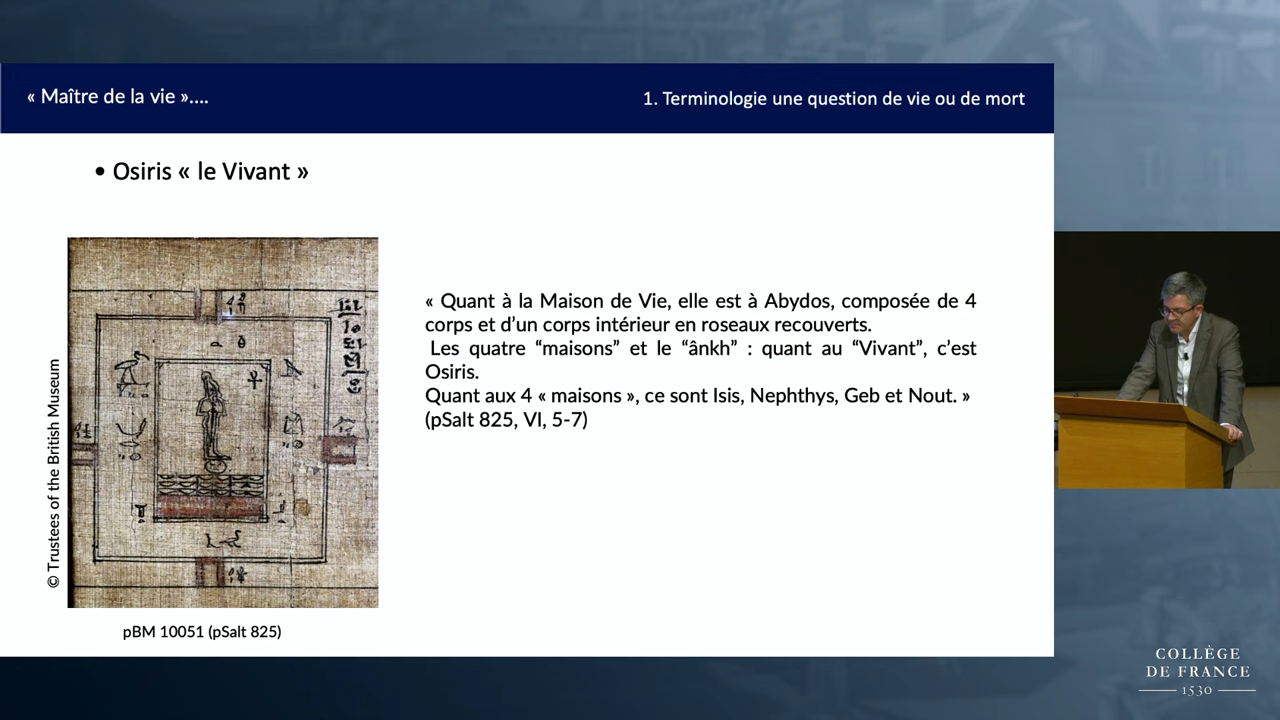 « Maître de la vie »....
1. Terminologie une question de vie ou de mort
• Osiris « le Vivant »
© Trustees of the British Museum
« Quant à la Maison de Vie, elle est à Abydos, composée de 4
corps et d’un corps intérieur en roseaux recouverts.
Les quatre “maisons” et le “ânkh” : quant au “Vivant”, c’est
Osiris.
Quant aux 4 « maisons », ce sont Isis, Nephthys, Geb et Nout. »
(pSalt 825, VI, 5-7)
pBM 10051 (pSalt 825)
COLLÈGE
DE FRANCE
1530